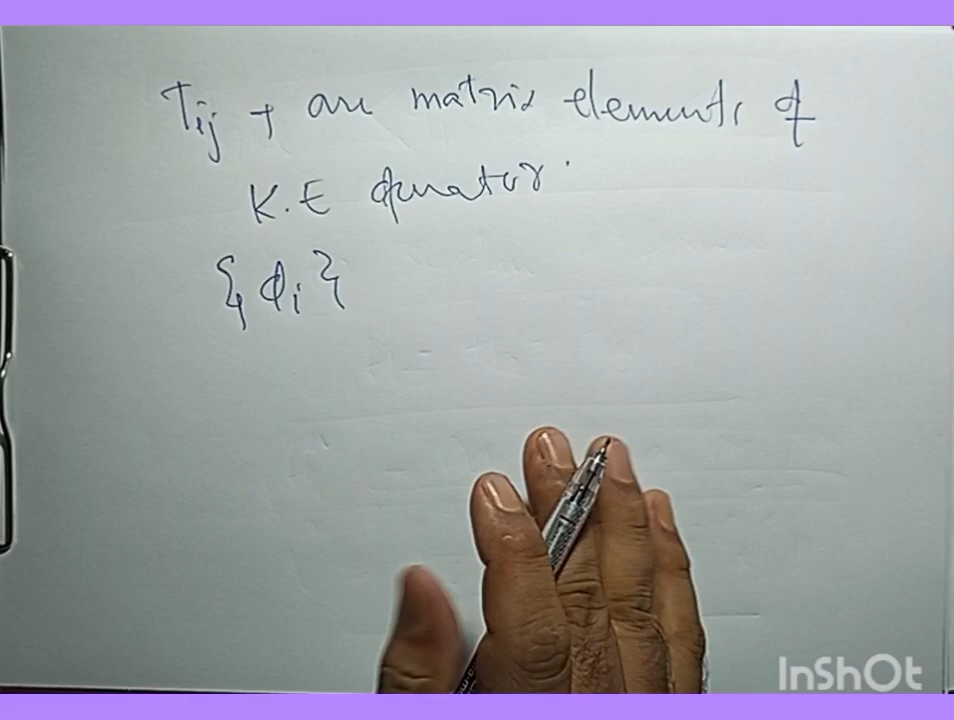 Tij → are matrix elements of
K.E operator.
{ϕi}
InShOt